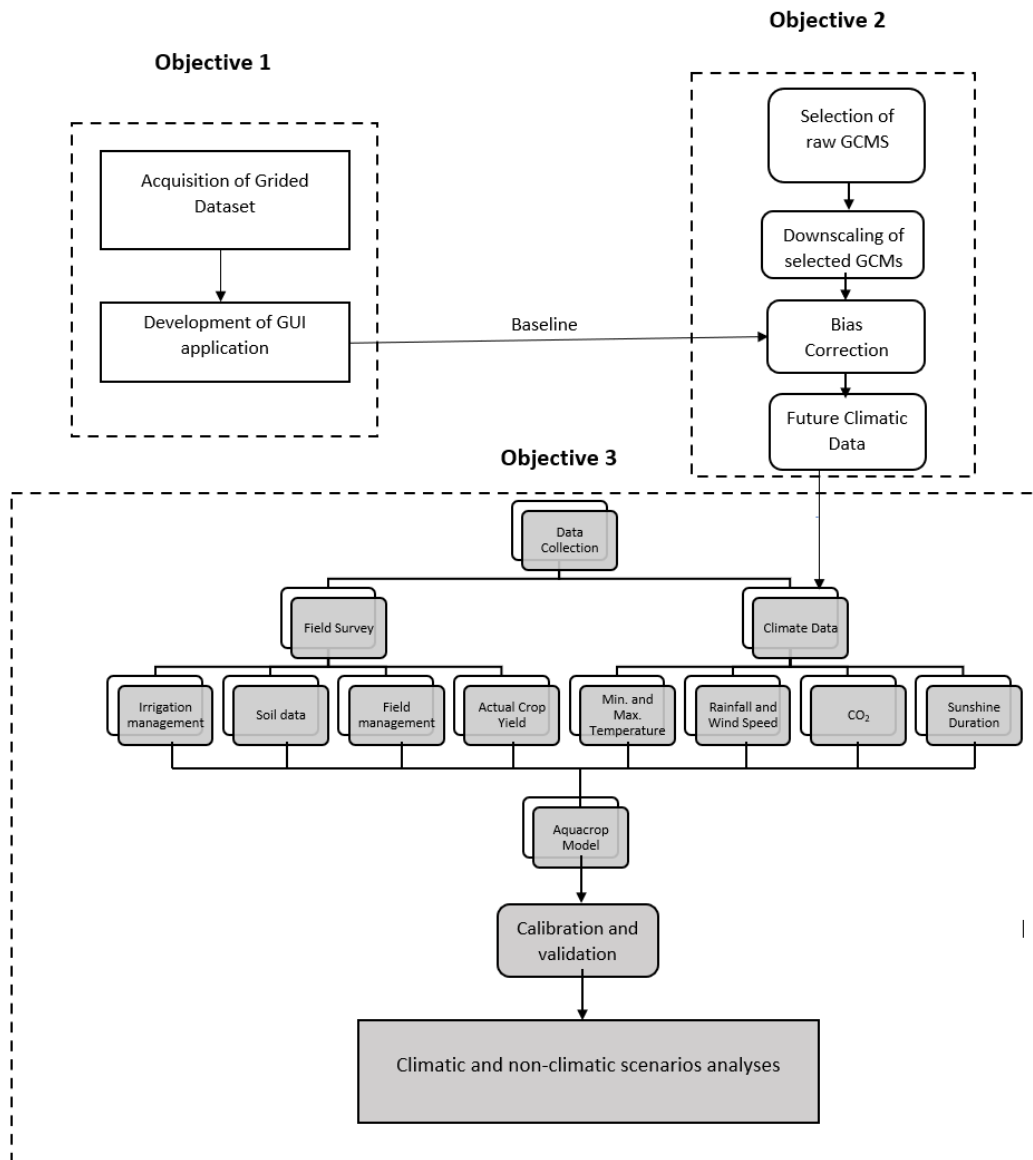 Objective 1
Acquisition of Grided
Dataset
Development of GUI
application
Baseline
Objective 2
Selection of
raw GCMS
Downscaling of
selected GCMs
Bias
Correction
Future Climatic
Data
Objective 3
Data
Collection
Field Survey
Climate Data
Irrigation
management
Soil data
Field
management
Actual Crop
Yield
Min. and
Max.
Temperature
Rainfall and
Wind Speed
CO₂
Sunshine
Duration
Aquacrop
Model
Calibration and
validation
Climatic and non-climatic scenarios analyses